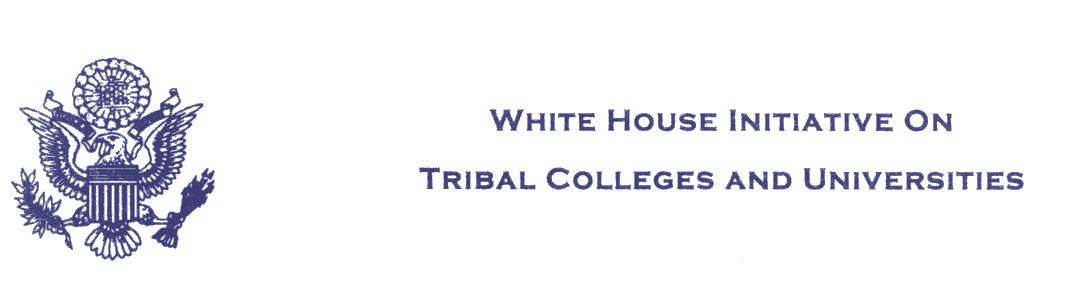 WHITE HOUSE INITIATIVE ON
TRIBAL COLLEGES AND UNIVERSITIES